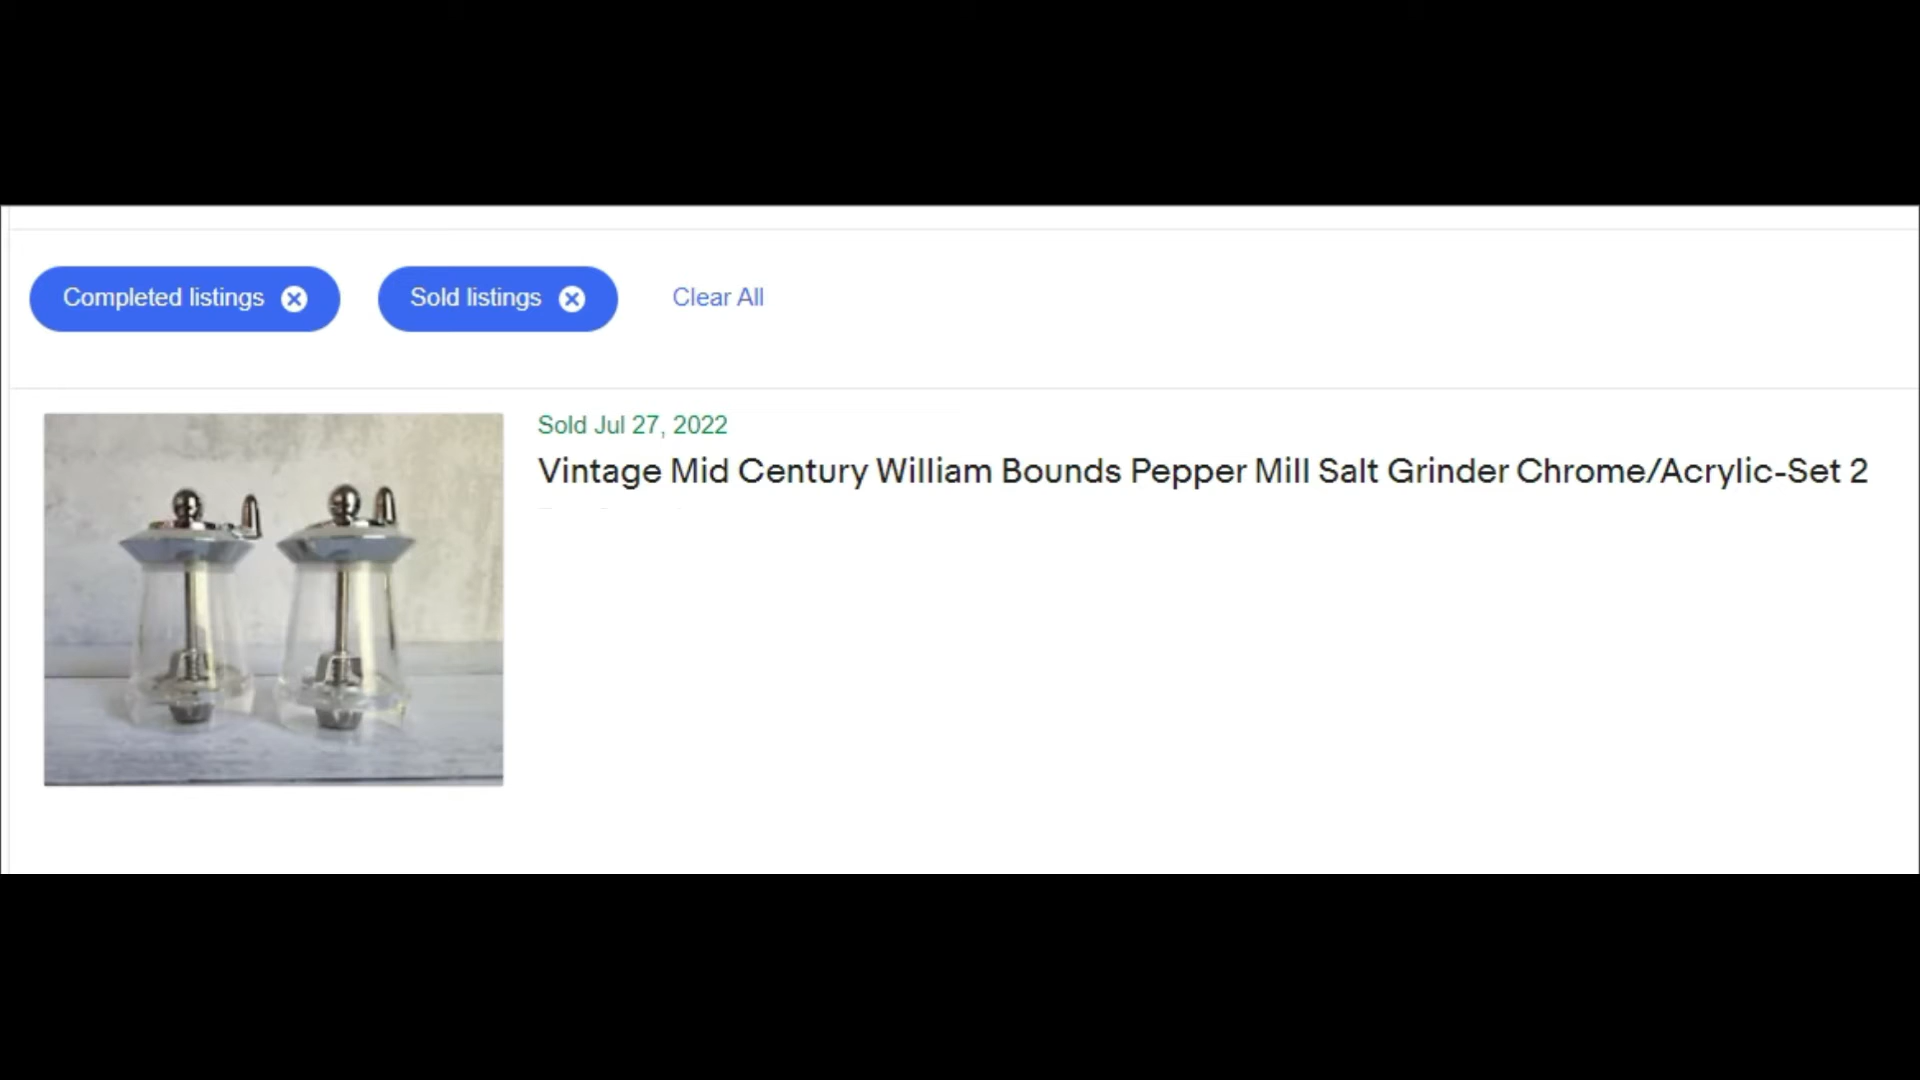 Completed listings
Sold listings
Clear All
Sold Jul 27, 2022
Vintage Mid Century William Bounds Pepper Mill Salt Grinder Chrome/Acrylic-Set 2